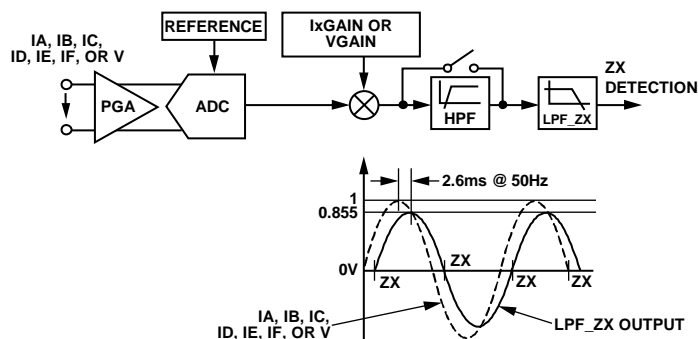 REFERENCE
IxGAIN OR
VGAIN
IA, IB, IC,
ID, IE, IF, OR V
PGA
ADC
HPF
LPF_ZX
ZX
DETECTION
2.6ms @ 50Hz
1
0.855
0V
ZX
ZX
ZX
ZX
IA, IB, IC,
ID, IE, IF, OR V
LPF_ZX OUTPUT